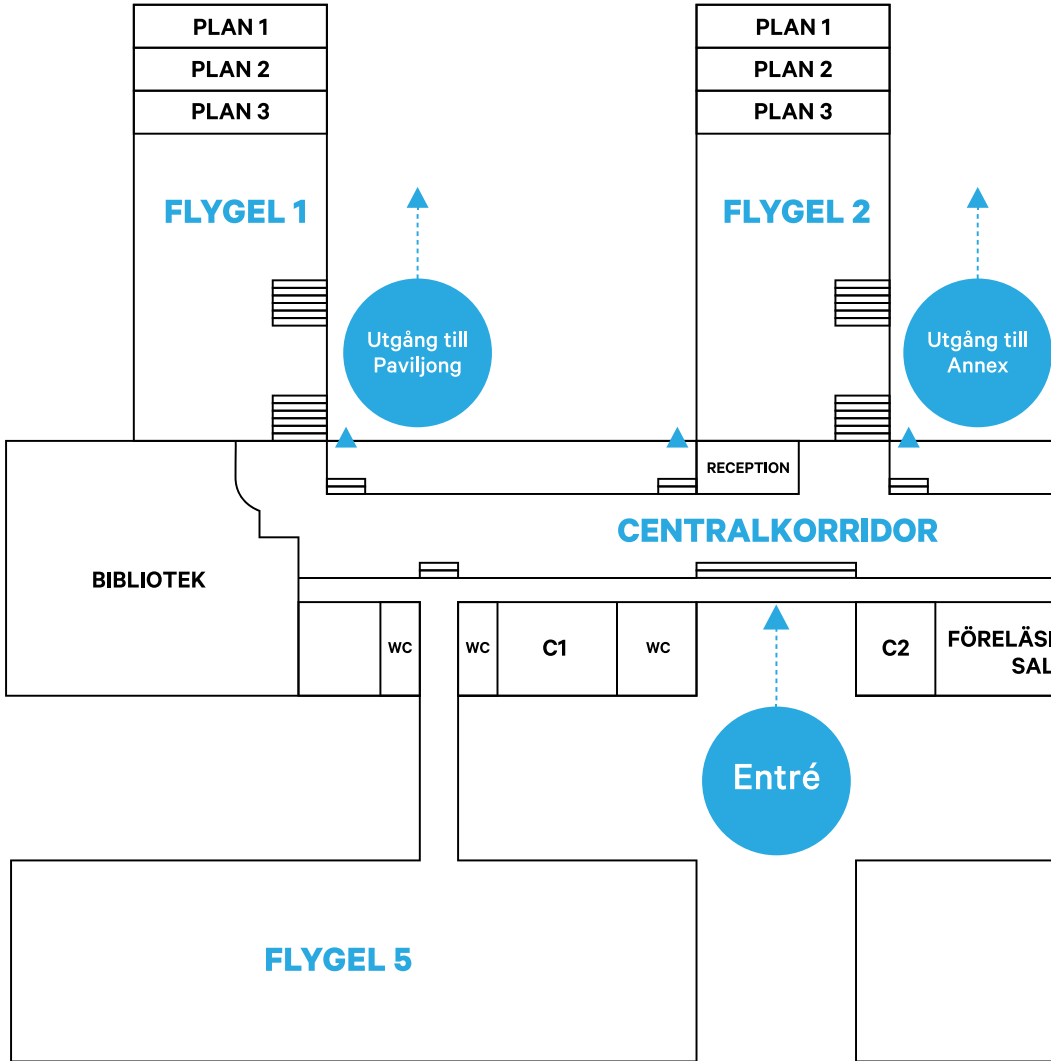 PLAN 1
PLAN 2
PLAN 3
FLYGEL 1
PLAN 1
PLAN 2
PLAN 3
FLYGEL 2
Utgång till
Paviljong
Utgång till
Annex
RECEPTION
CENTRALKORRIDOR
BIBLIOTEK
WC
WC
C1
WC
C2
SAL
Entré
FLYGEL 5